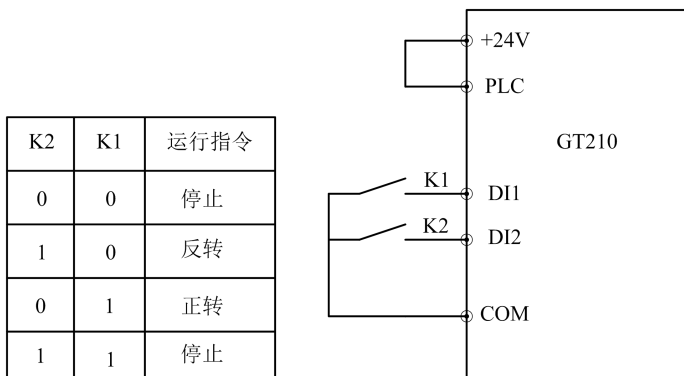 K2 K1 运行指令
0 0 停止
1 0 反转
0 1 正转
1 1 停止
+24V
PLC
GT210
K1 DI1
K2 DI2
COM